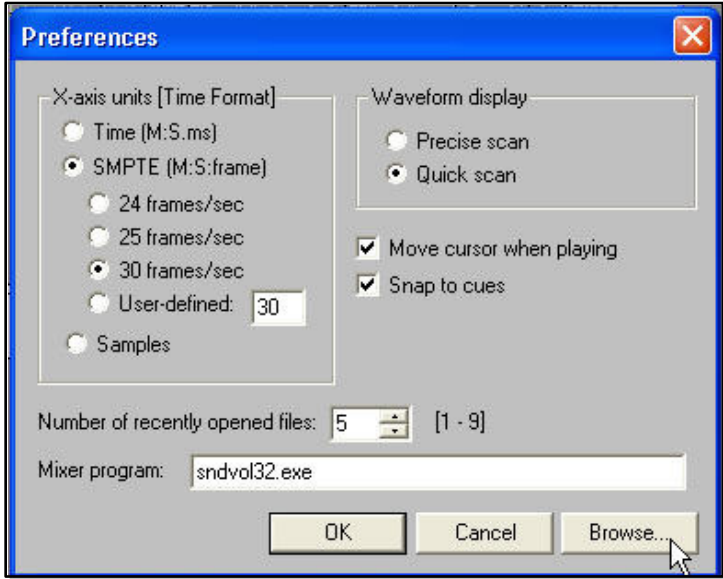 Preferences
X-axis units [Time Format]
Time (M:S.ms)
SMPTE (M:S:frame)
24 frames/sec
25 frames/sec
30 frames/sec
User-defined: 30
Samples
Waveform display
Precise scan
Quick scan
Move cursor when playing
Snap to cues
Number of recently opened files: 5 [1 - 9]
Mixer program: sndvol32.exe
OK Cancel Browse...